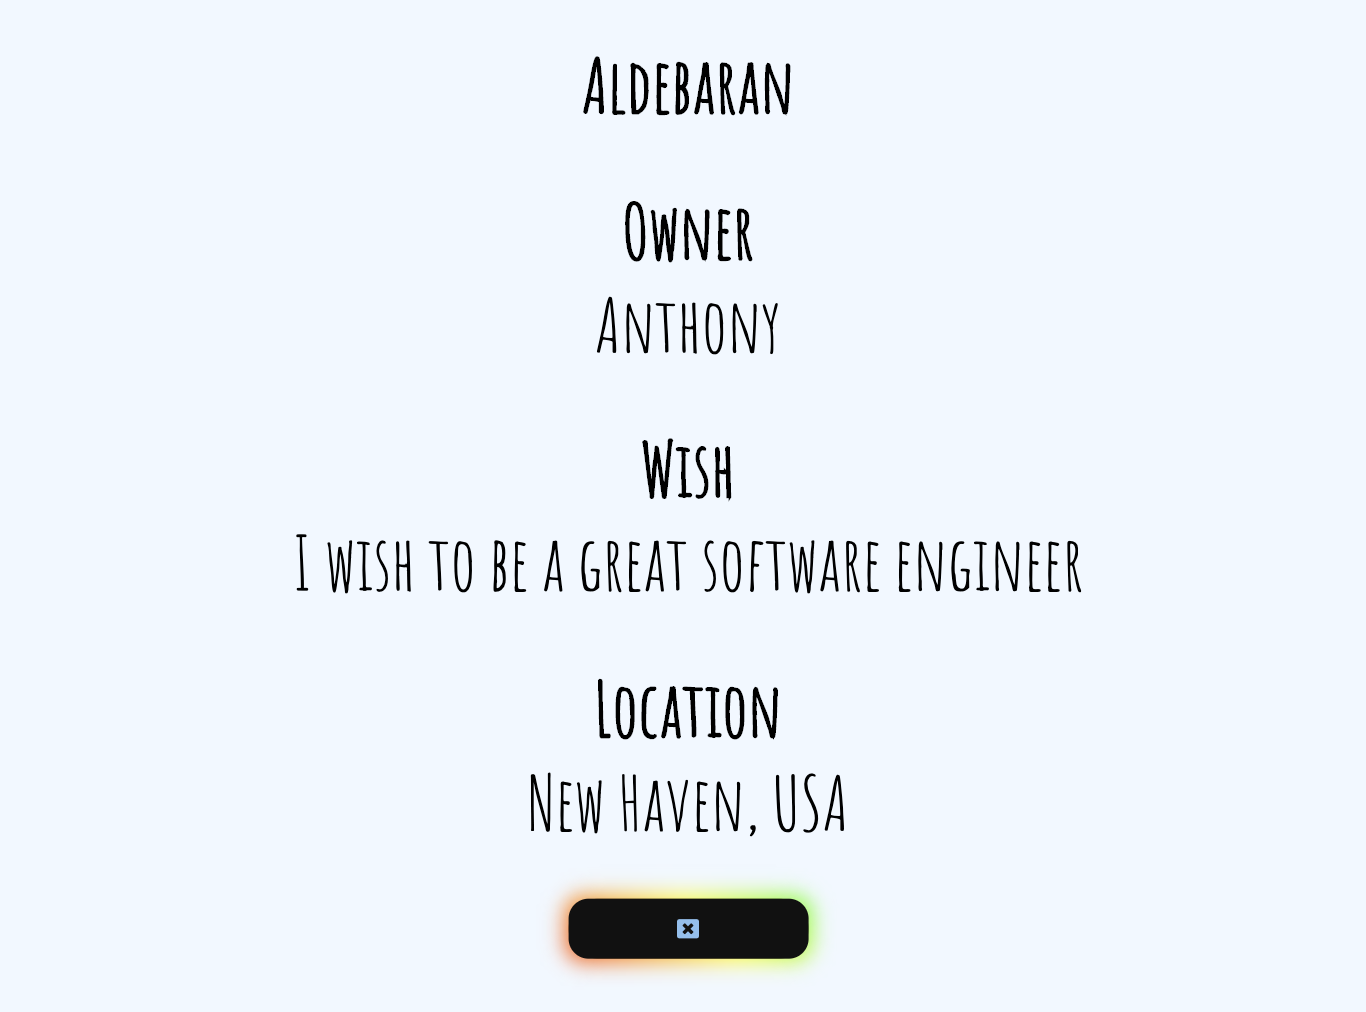 Aldebaran
Owner
Anthony
Wish
I wish to be a great software engineer
Location
New Haven, USA